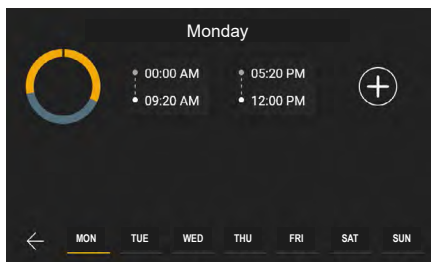 Monday
00:00 AM 05:20 PM
09:20 AM 12:00 PM
MON TUE WED THU FRI SAT SUN